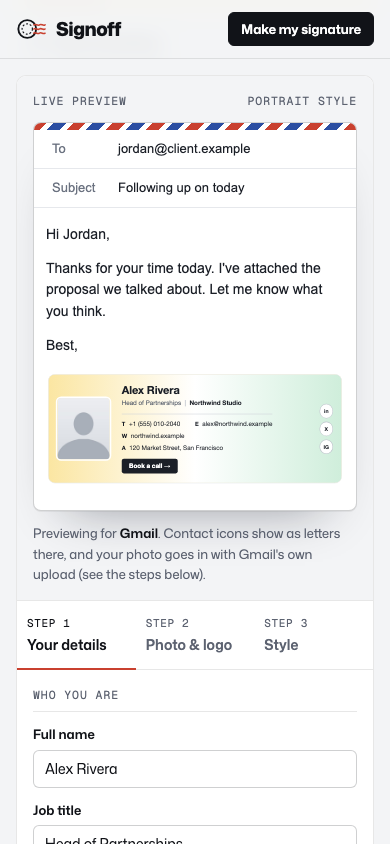 Signoff
Make my signature
LIVE PREVIEW
PORTRAIT STYLE
To jordan@client.example
Subject Following up on today
Hi Jordan,
Thanks for your time today. I've attached the
proposal we talked about. Let me know what
you think.
Best,
Alex Rivera
Head of Partnerships | Northwind Studio
T +1 (555) 010-2040 E alex@northwind.example
W northwind.example
A 120 Market Street, San Francisco
Book a call →
in
X
IG
Previewing for Gmail. Contact icons show as letters
there, and your photo goes in with Gmail's own
upload (see the steps below).
STEP 1
Your details
STEP 2
Photo & logo
STEP 3
Style
WHO YOU ARE
Full name
Alex Rivera
Job title
Head of Partnerships